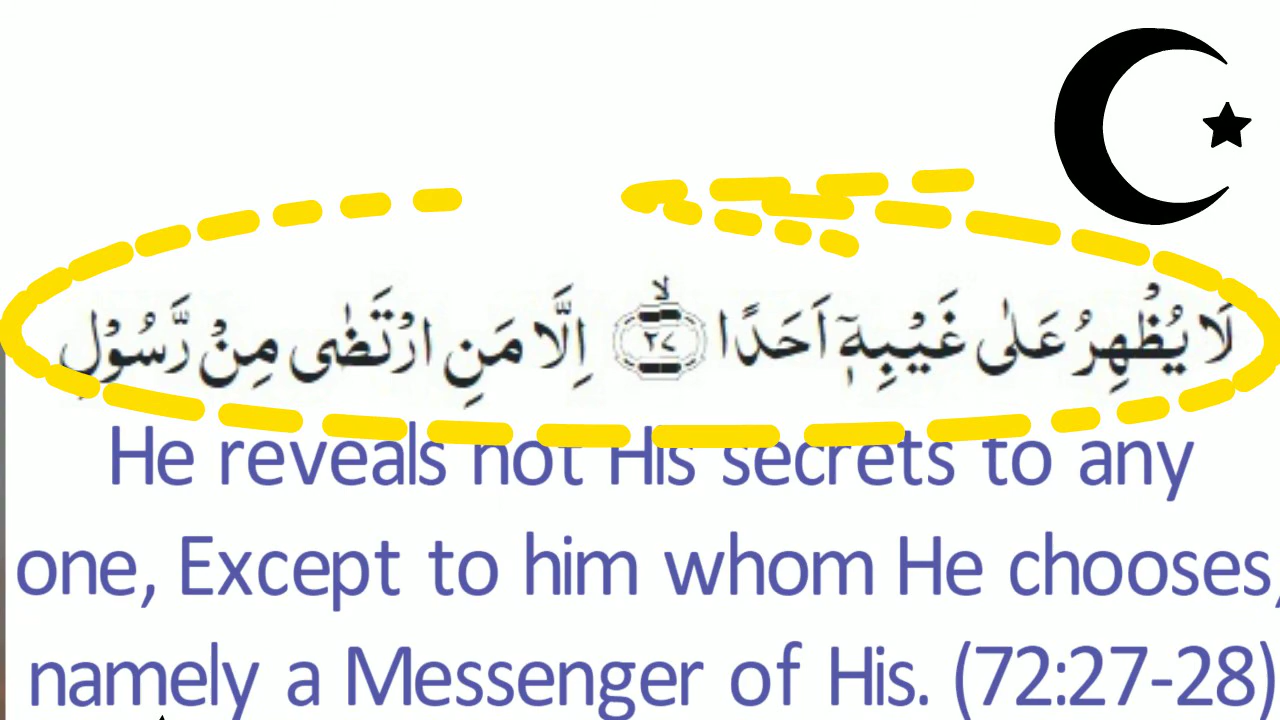 لَا يُظْهِرُ عَلٰى غَيْبِهٖۤ اَحَدًا ۙ﴿۲۷﴾ اِلَّا مَنِ ارْتَضٰى مِنْ رَّسُوْلٍ
He reveals not His secrets to any
one, Except to him whom He chooses,
namely a Messenger of His. (72:27-28)